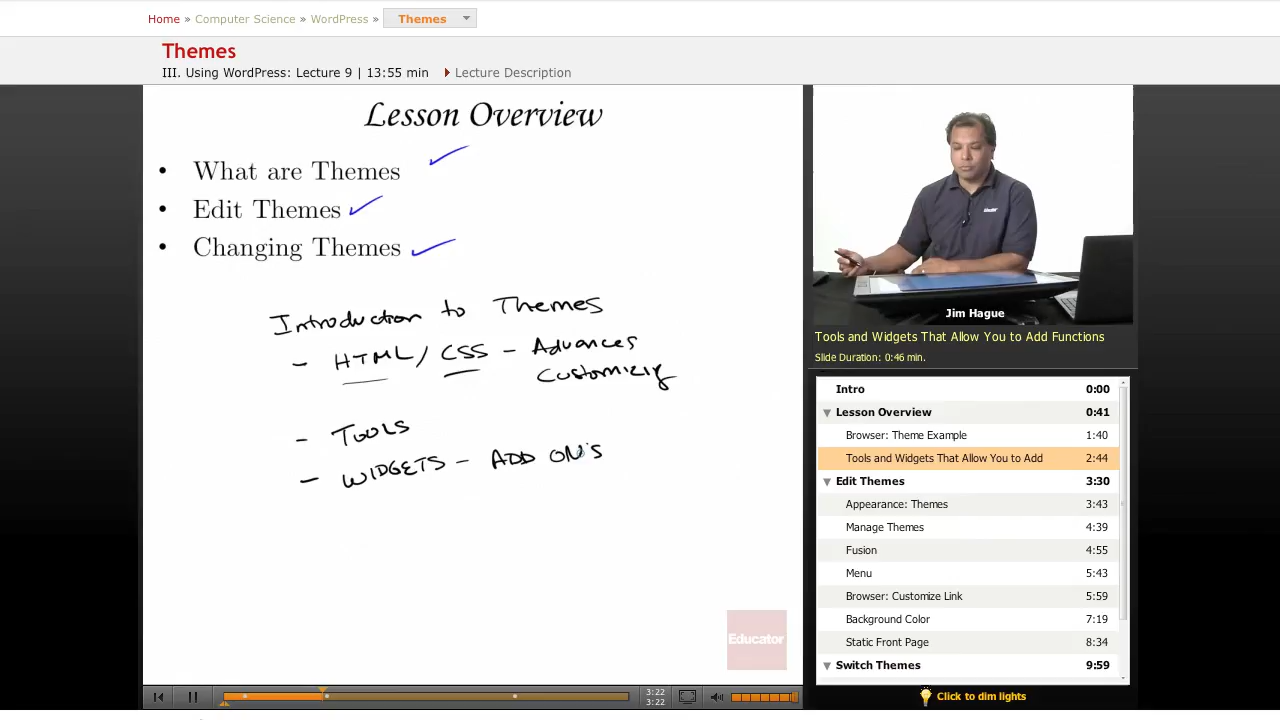 Home » Computer Science » WordPress » Themes
Themes
III. Using WordPress: Lecture 9 | 13:55 min Lecture Description
Lesson Overview
• What are Themes
• Edit Themes
• Changing Themes
Introduction to Themes
- HTML / CSS - Advances
Customizig
- TOOLS
- WIDGETS - ADD ON'S
Educator
3:22
3:22
Jim Hague
Tools and Widgets That Allow You to Add Functions
Slide Duration: 0:46 min.
Intro 0:00
Lesson Overview 0:41
Browser: Theme Example 1:40
Tools and Widgets That Allow You to Add 2:44
Edit Themes 3:30
Appearance: Themes 3:43
Manage Themes 4:39
Fusion 4:55
Menu 5:43
Browser: Customize Link 5:59
Background Color 7:19
Static Front Page 8:34
Switch Themes 9:59
Click to dim lights